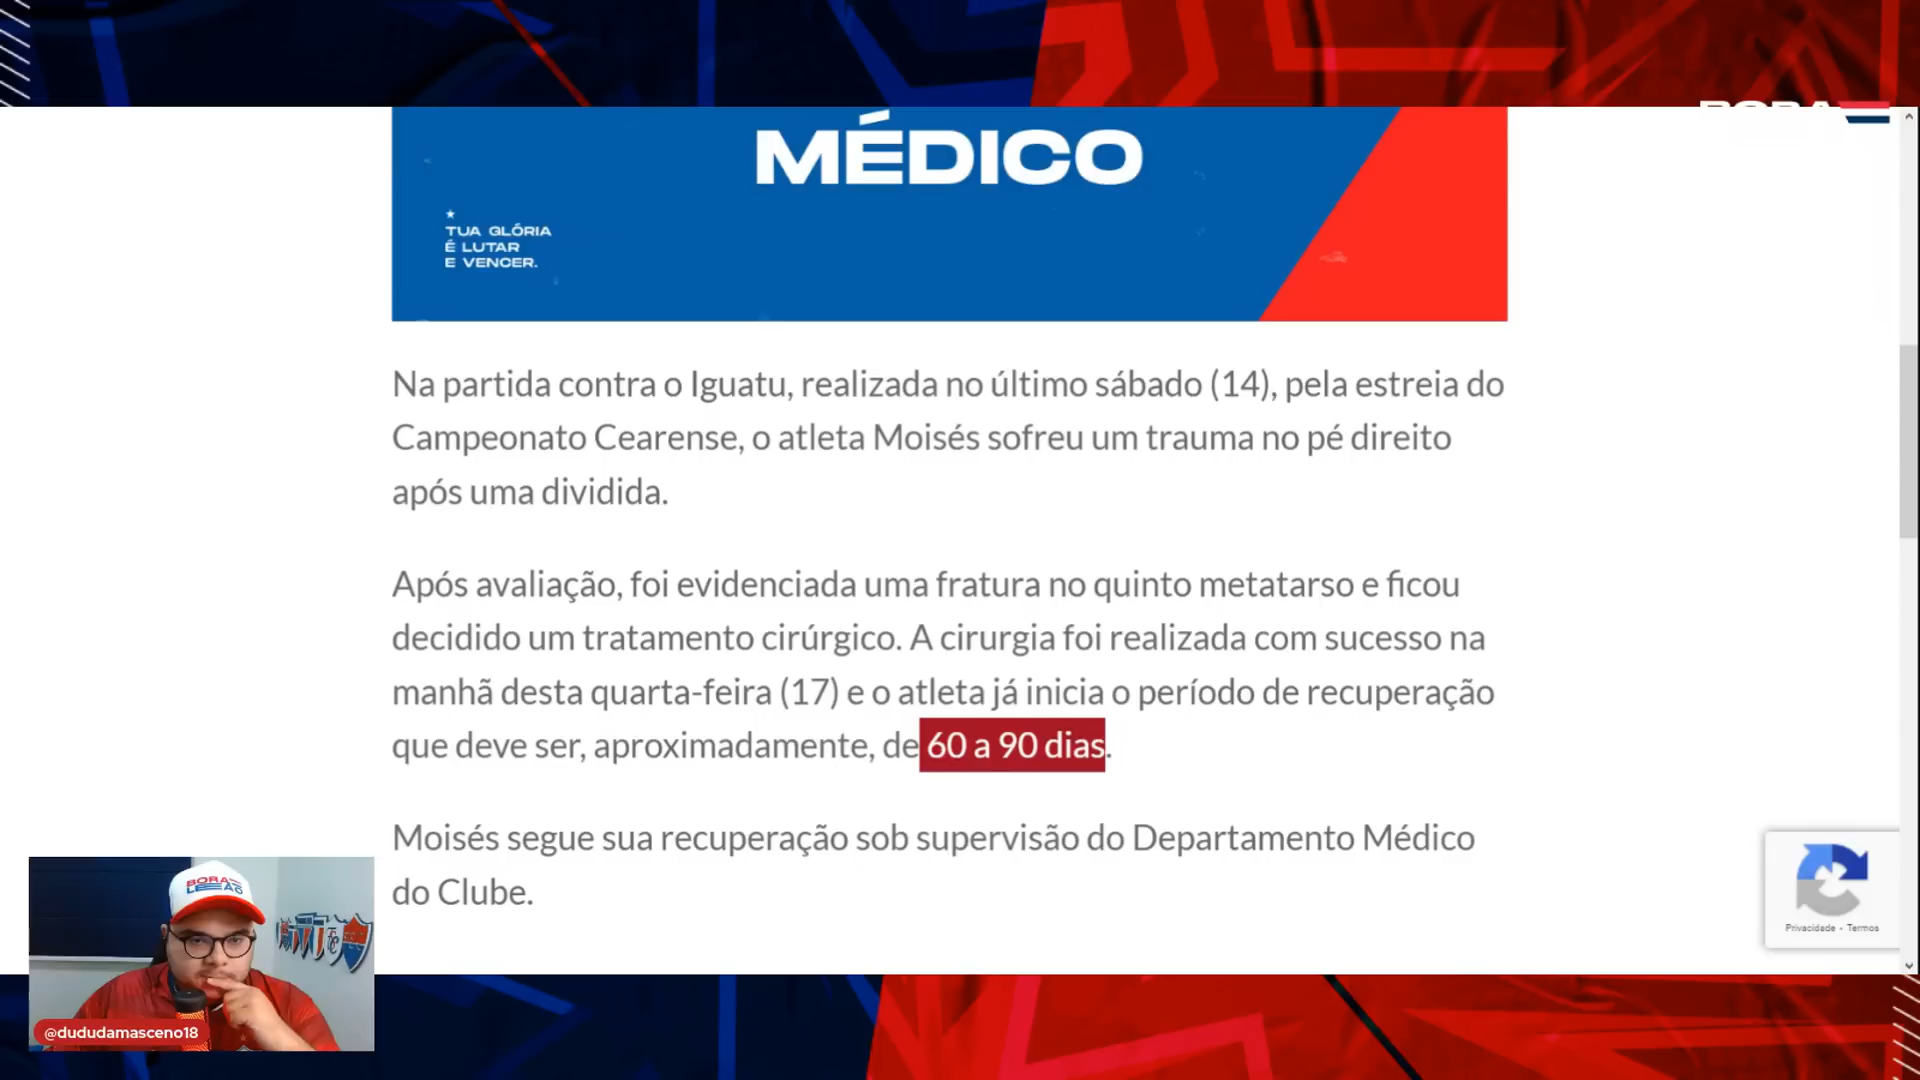 MÉDICO
TUA GLÓRIA
É LUTAR
E VENCER.
Na partida contra o Iguatu, realizada no último sábado (14), pela estreia do
Campeonato Cearense, o atleta Moisés sofreu um trauma no pé direito
após uma dividida.
Após avaliação, foi evidenciada uma fratura no quinto metatarso e ficou
decidido um tratamento cirúrgico. A cirurgia foi realizada com sucesso na
manhã desta quarta-feira (17) e o atleta já inicia o período de recuperação
que deve ser, aproximadamente, de 60 a 90 dias.
Moisés segue sua recuperação sob supervisão do Departamento Médico
do Clube.
Privacidade - Termos
BORA
LEÃO
@dududamasceno18